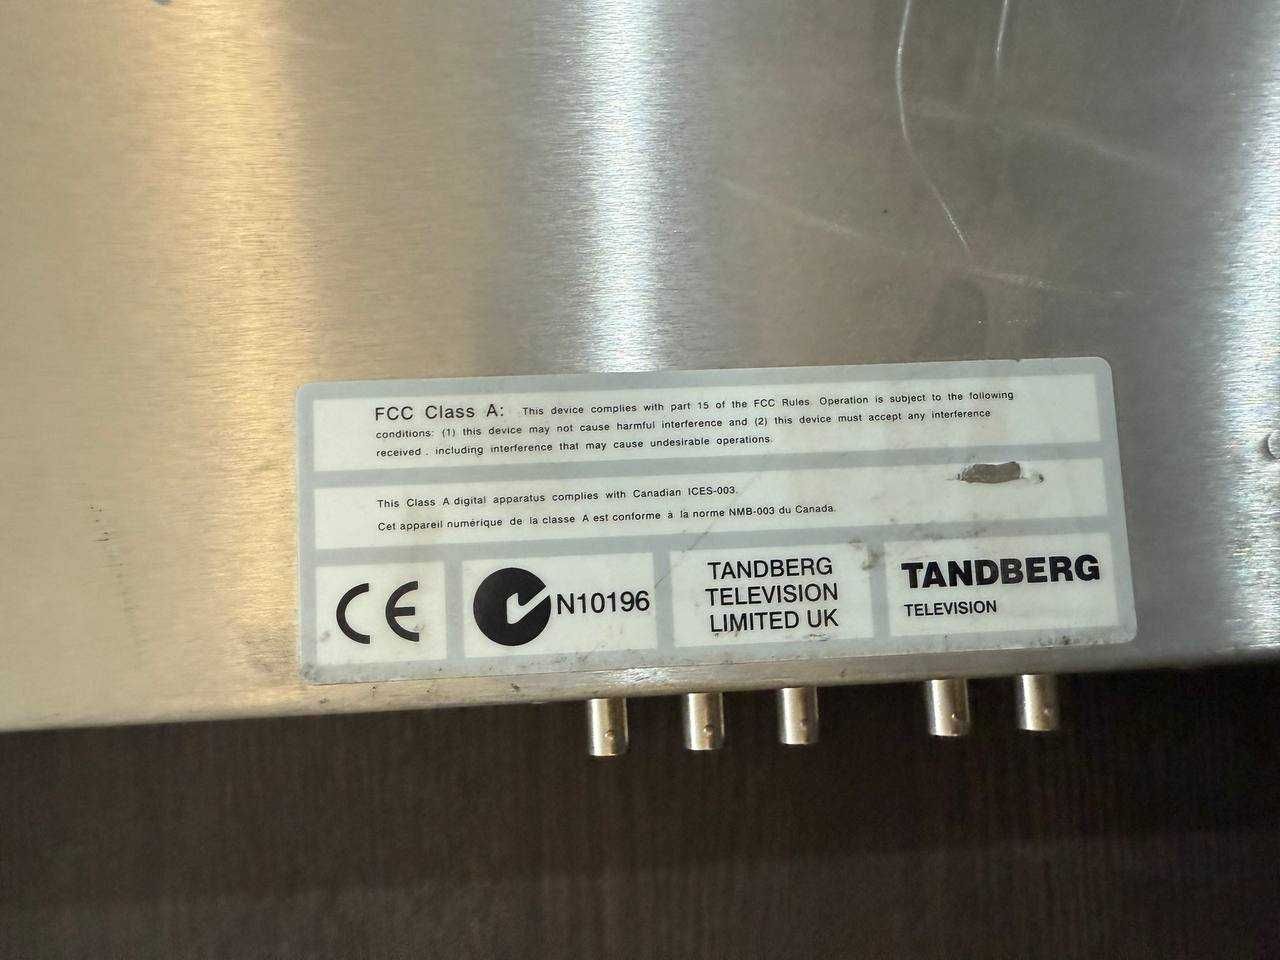 FCC Class A: This device complies with part 15 of the FCC Rules. Operation is subject to the following
conditions: (1) this device may not cause harmful interference and (2) this device must accept any interference
received , including interference that may cause undesirable operations.
This Class A digital apparatus complies with Canadian ICES-003.
Cet appareil numérique de la classe A est conforme à la norme NMB-003 du Canada.
CE
N10196
TANDBERG
TELEVISION
LIMITED UK
TANDBERG
TELEVISION